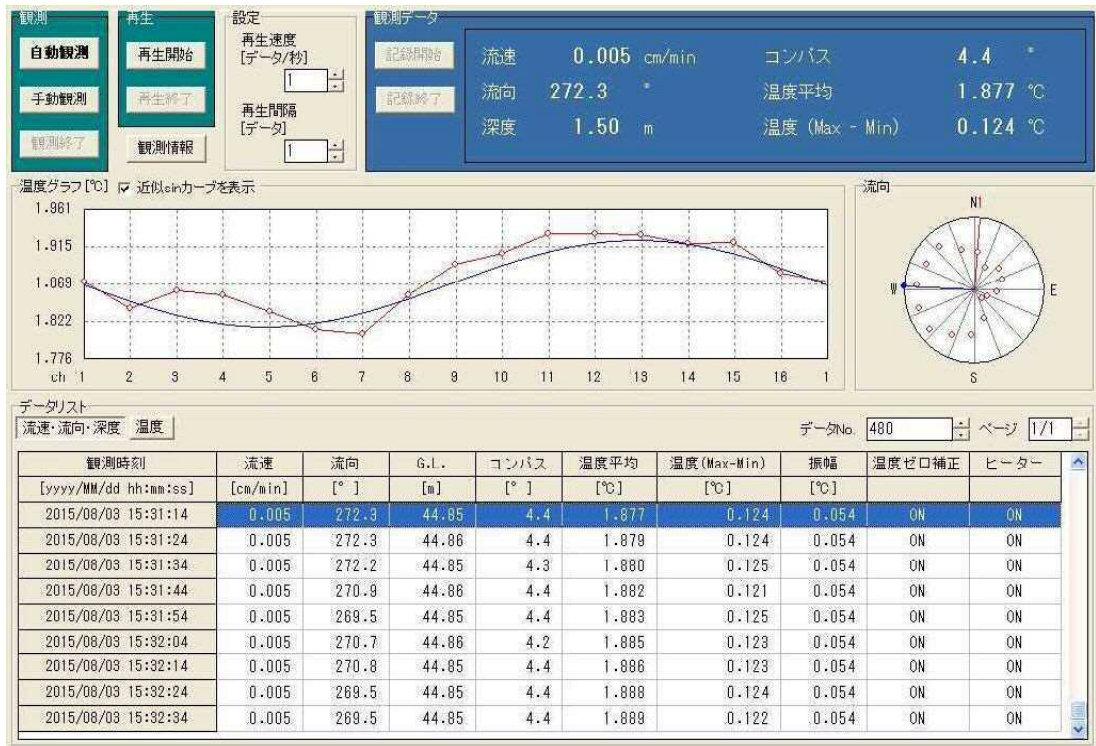 観測
自動観測
手動観測
観測終了
再生
再生開始
再生終了
観測情報
設定
再生速度
[データ/秒]
1
再生間隔
[データ]
1
観測データ
記録開始
記録終了
流速 0.005 cm/min コンパス 4.4 °
流向 272.3 ° 温度平均 1.877 ℃
深度 1.50 m 温度 (Max - Min) 0.124 ℃
温度グラフ[℃] 近似sinカーブを表示
1.961
1.915
1.869
1.822
1.776
ch 1 2 3 4 5 6 7 8 9 10 11 12 13 14 15 16 1
流向
N1
W E
S
データリスト
流速・流向・深度 温度 データNo. 480 ページ 1/1
観測時刻 流速 流向 G.L. コンパス 温度平均 温度(Max-Min) 振幅 温度ゼロ補正 ヒーター
[yyyy/MM/dd hh:mm:ss] [cm/min] [° ] [m] [° ] [℃] [℃] [℃]
2015/08/03 15:31:14 0.005 272.3 44.85 4.4 1.877 0.124 0.054 ON ON
2015/08/03 15:31:24 0.005 272.3 44.86 4.4 1.879 0.124 0.054 ON ON
2015/08/03 15:31:34 0.005 272.2 44.85 4.3 1.880 0.125 0.054 ON ON
2015/08/03 15:31:44 0.005 270.9 44.86 4.4 1.882 0.121 0.054 ON ON
2015/08/03 15:31:54 0.005 269.5 44.85 4.4 1.883 0.125 0.054 ON ON
2015/08/03 15:32:04 0.005 270.7 44.86 4.2 1.885 0.123 0.054 ON ON
2015/08/03 15:32:14 0.005 270.8 44.85 4.4 1.886 0.123 0.054 ON ON
2015/08/03 15:32:24 0.005 269.5 44.85 4.4 1.888 0.124 0.054 ON ON
2015/08/03 15:32:34 0.005 269.5 44.85 4.4 1.889 0.122 0.054 ON ON